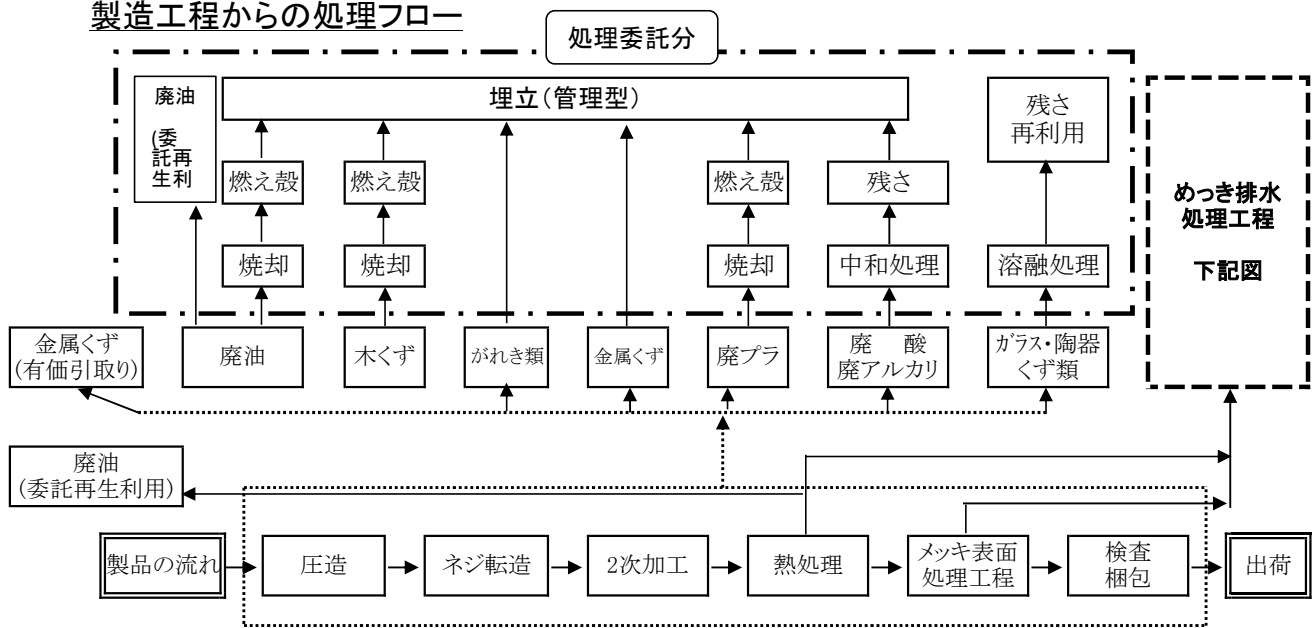 製造工程からの処理フロー
処理委託分
廃油
(委
託再
生利
埋立(管理型)
残さ
再利用
燃え殻
燃え殻
燃え殻
残さ
めっき排水
処理工程
下記図
焼却
焼却
焼却
中和処理
溶融処理
金属くず
(有価引取り)
廃油
木くず
がれき類
金属くず
廃プラ
廃 酸
廃アルカリ
ガラス・陶器
くず類
廃油
(委託再生利用)
製品の流れ
圧造
ネジ転造
2次加工
熱処理
メッキ表面
処理工程
検査
梱包
出荷